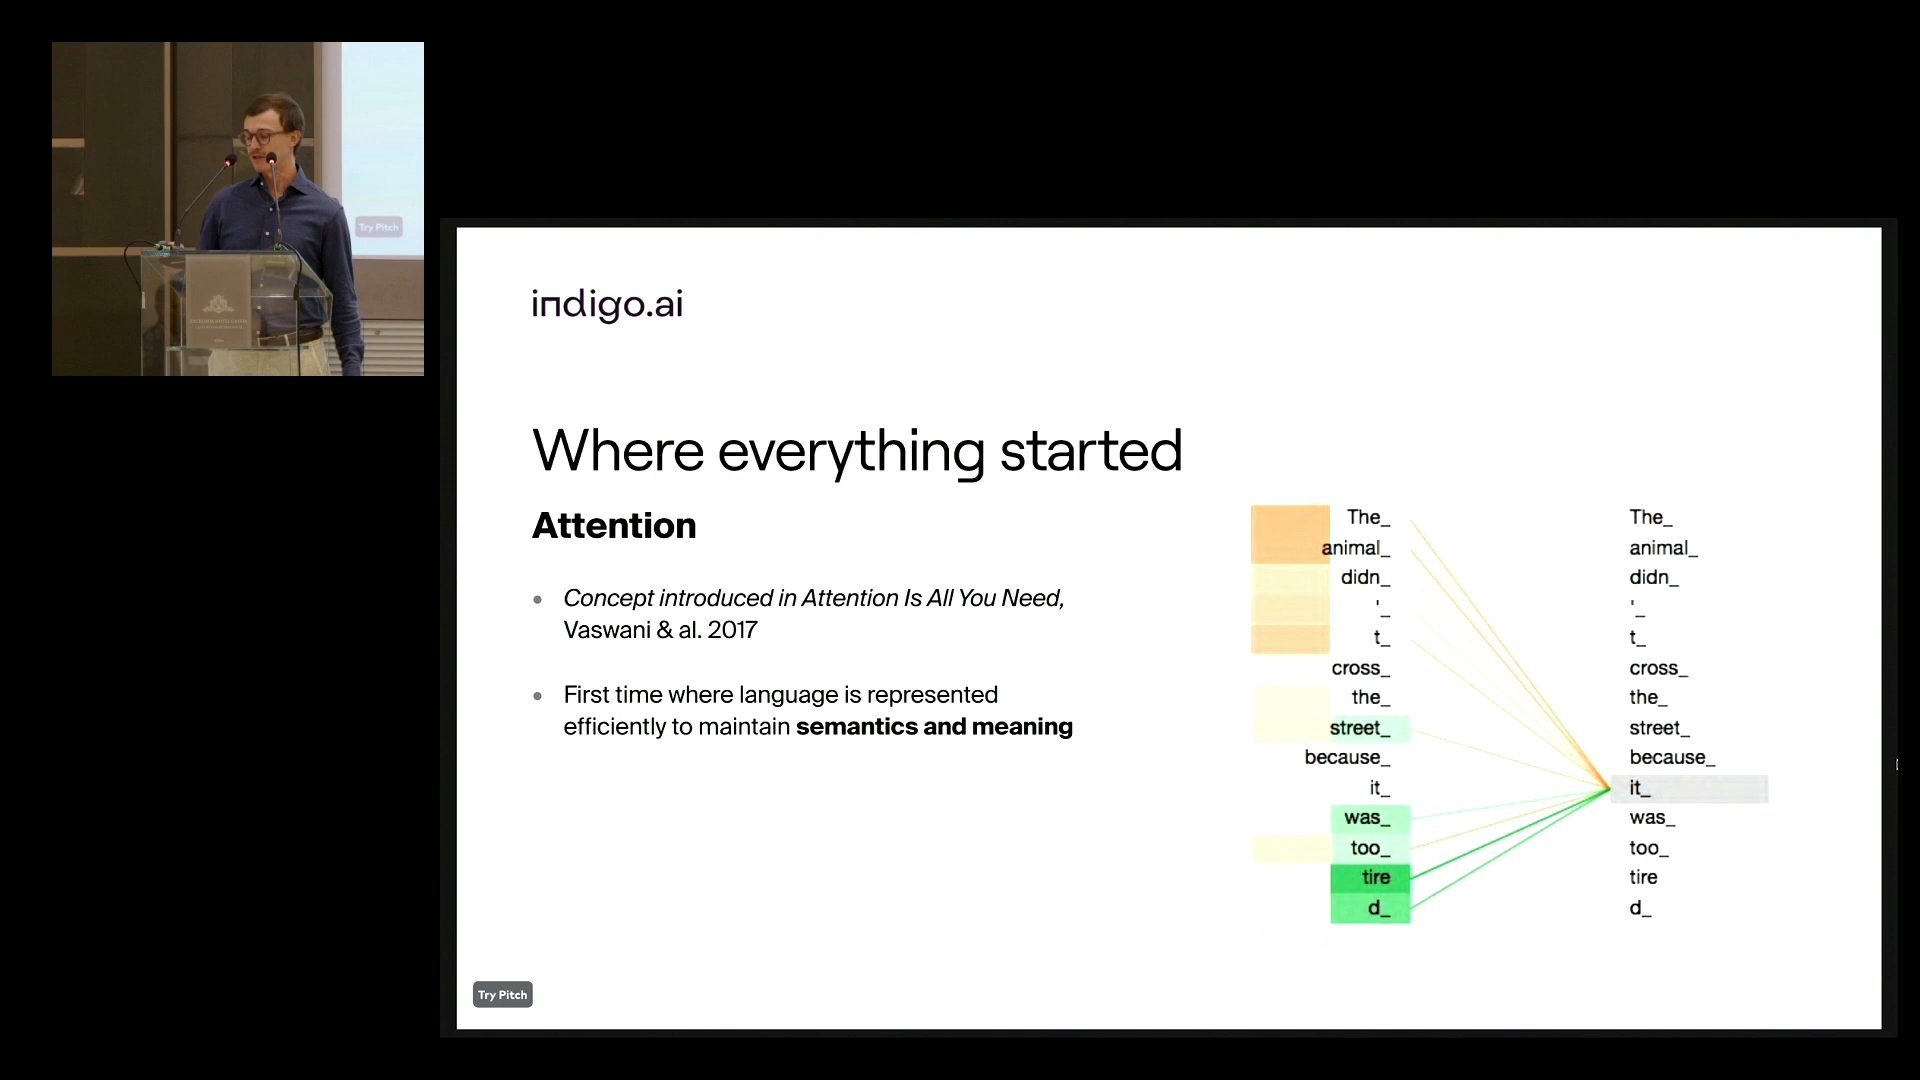 Try Pitch
indigo.ai
Where everything started
Attention
Concept introduced in Attention Is All You Need,
Vaswani & al. 2017
First time where language is represented
efficiently to maintain semantics and meaning
The_
animal_
didn_
'_
t_
cross_
the_
street_
because_
it_
was_
too_
tire
d_
The_
animal_
didn_
'_
t_
cross_
the_
street_
because_
it_
was_
too_
tire
d_
Try Pitch